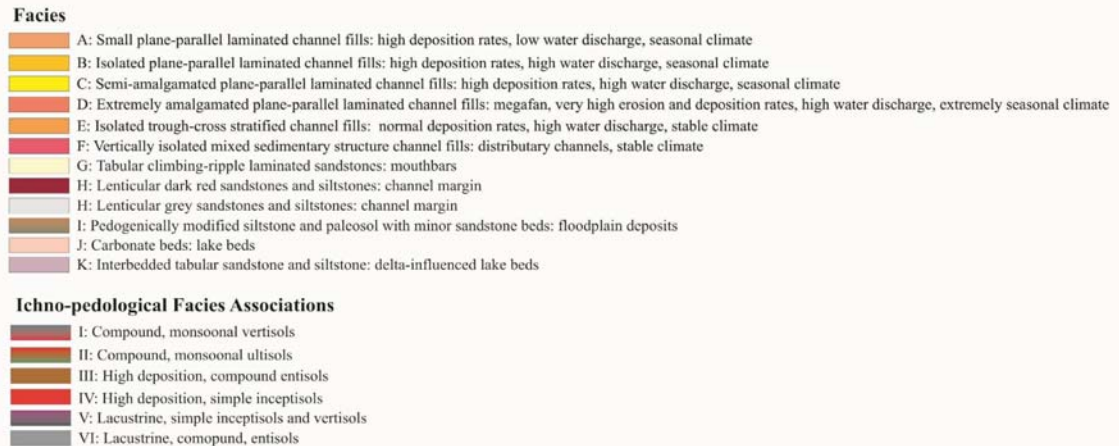 Facies
A: Small plane-parallel laminated channel fills: high deposition rates, low water discharge, seasonal climate
B: Isolated plane-parallel laminated channel fills: high deposition rates, high water discharge, seasonal climate
C: Semi-amalgamated plane-parallel laminated channel fills: high deposition rates, high water discharge, seasonal climate
D: Extremely amalgamated plane-parallel laminated channel fills: megafan, very high erosion and deposition rates, high water discharge, extremely seasonal climate
E: Isolated trough-cross stratified channel fills: normal deposition rates, high water discharge, stable climate
F: Vertically isolated mixed sedimentary structure channel fills: distributary channels, stable climate
G: Tabular climbing-ripple laminated sandstones: mouthbars
H: Lenticular dark red sandstones and siltstones: channel margin
H: Lenticular grey sandstones and siltstones: channel margin
I: Pedogenically modified siltstone and paleosol with minor sandstone beds: floodplain deposits
J: Carbonate beds: lake beds
K: Interbedded tabular sandstone and siltstone: delta-influenced lake beds
Ichno-pedological Facies Associations
I: Compound, monsoonal vertisols
II: Compound, monsoonal ultisols
III: High deposition, compound entisols
IV: High deposition, simple inceptisols
V: Lacustrine, simple inceptisols and vertisols
VI: Lacustrine, comopund, entisols